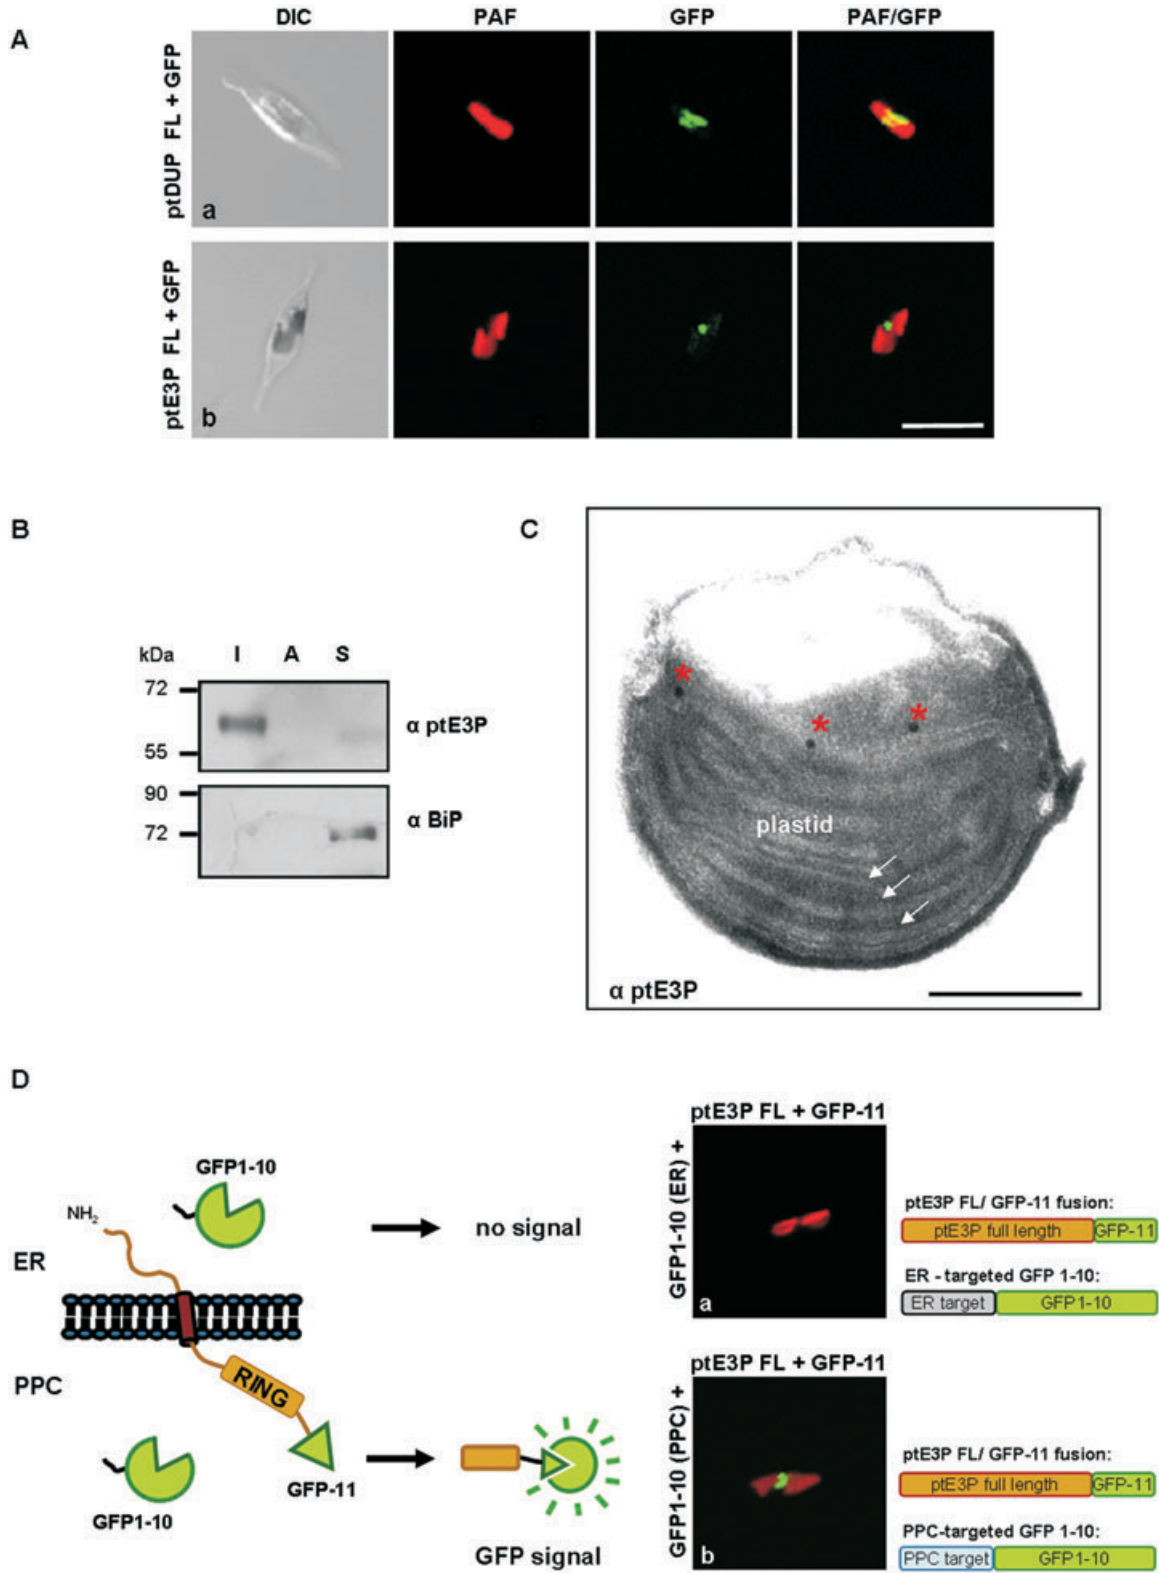 A
DIC PAF GFP PAF/GFP
ptDUP FL + GFP
a
ptE3P FL + GFP
b
B
kDa I A S
72
55
α ptE3P
90
72
α BiP
C
plastid
α ptE3P
D
GFP1-10
NH2
no signal
ER
PPC
RING
GFP-11
GFP1-10
GFP signal
ptE3P FL + GFP-11
GFP1-10 (ER) +
a
ptE3P FL/ GFP-11 fusion:
ptE3P full length GFP-11
ER - targeted GFP 1-10:
ER target GFP1-10
ptE3P FL + GFP-11
GFP1-10 (PPC) +
b
ptE3P FL/ GFP-11 fusion:
ptE3P full length GFP-11
PPC-targeted GFP 1-10:
PPC target GFP1-10